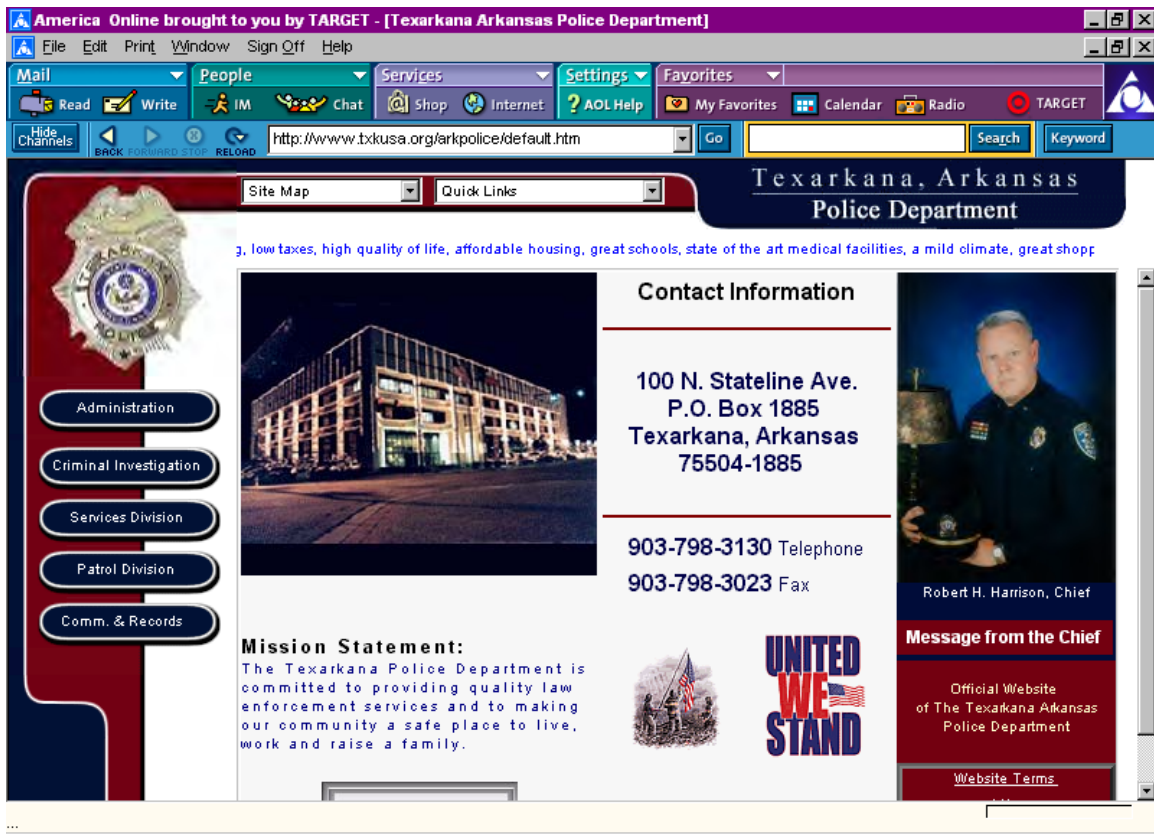 America Online brought to you by TARGET - [Texarkana Arkansas Police Department]
File Edit Print Window Sign Off Help
Mail People Services Settings Favorites
Read Write IM Chat Shop Internet AOL Help My Favorites Calendar Radio TARGET
Hide Channels BACK FORWARD STOP RELOAD http://www.txkusa.org/arkpolice/default.htm Go Search Keyword
Site Map Quick Links
Texarkana, Arkansas
Police Department
g, low taxes, high quality of life, affordable housing, great schools, state of the art medical facilities, a mild climate, great shopp
TEXARKANA
POLICE
Administration
Criminal Investigation
Services Division
Patrol Division
Comm. & Records
Contact Information
100 N. Stateline Ave.
P.O. Box 1885
Texarkana, Arkansas
75504-1885
903-798-3130 Telephone
903-798-3023 Fax
Robert H. Harrison, Chief
Message from the Chief
Official Website
of The Texarkana Arkansas
Police Department
Website Terms
Mission Statement:
The Texarkana Police Department is
committed to providing quality law
enforcement services and to making
our community a safe place to live,
work and raise a family.
UNITED
WE
STAND
...